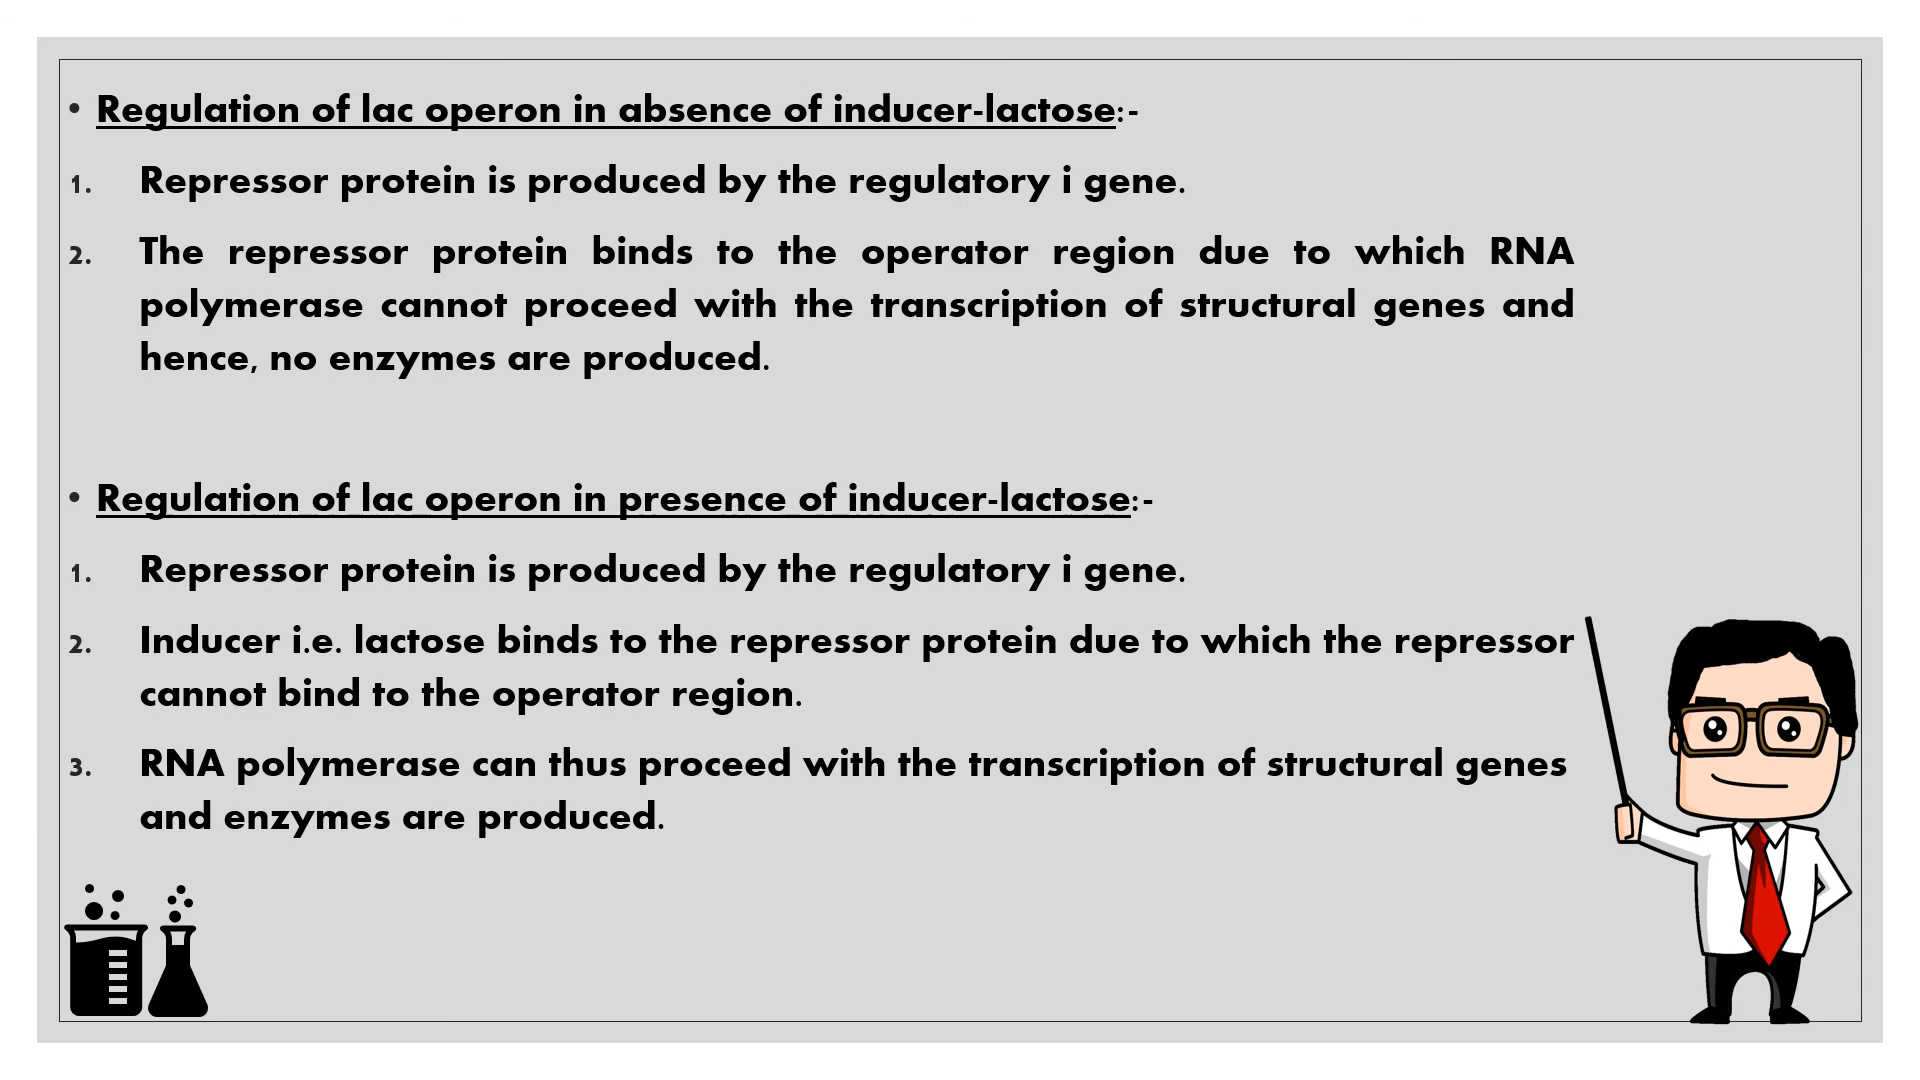 • Regulation of lac operon in absence of inducer-lactose:-
1. Repressor protein is produced by the regulatory i gene.
2. The repressor protein binds to the operator region due to which RNA
polymerase cannot proceed with the transcription of structural genes and
hence, no enzymes are produced.
• Regulation of lac operon in presence of inducer-lactose:-
1. Repressor protein is produced by the regulatory i gene.
2. Inducer i.e. lactose binds to the repressor protein due to which the repressor
cannot bind to the operator region.
3. RNA polymerase can thus proceed with the transcription of structural genes
and enzymes are produced.